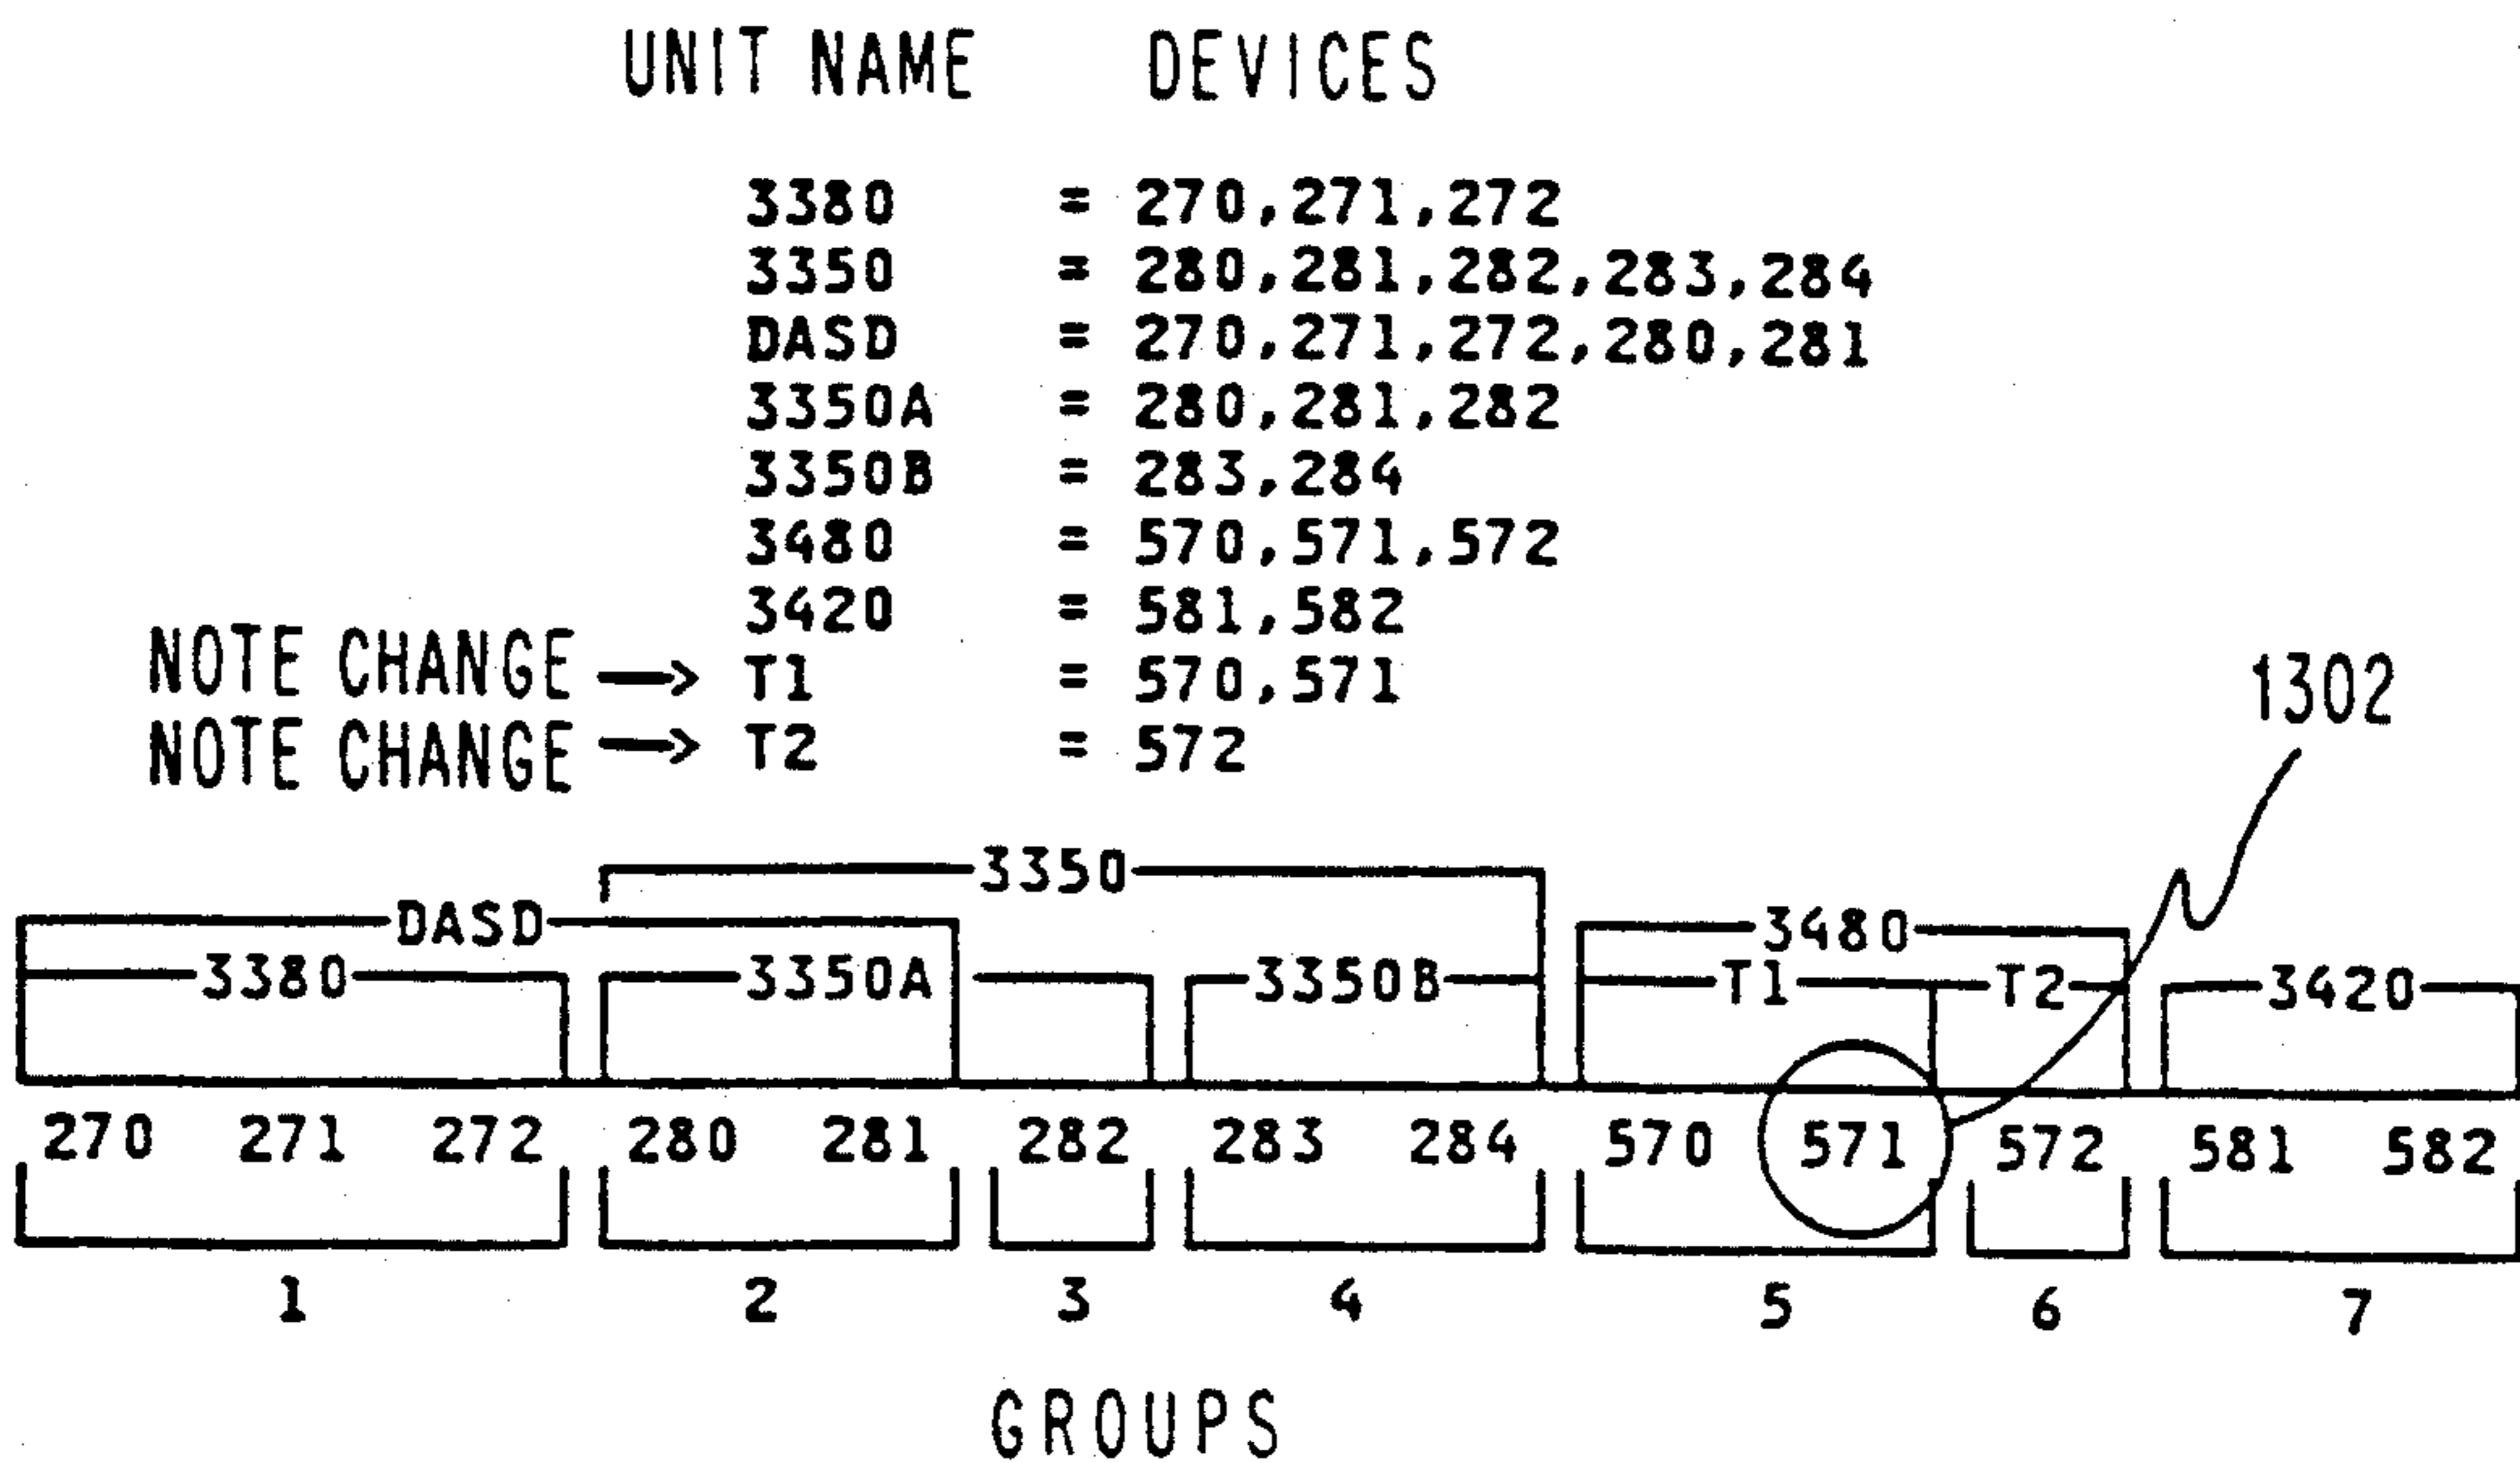 UNIT NAME DEVICES
3380 = 270,271,272
3350 = 280,281,282,283,284
DASD = 270,271,272,280,281
3350A = 280,281,282
3350B = 283,284
3480 = 570,571,572
3420 = 581,582
NOTE CHANGE → T1 = 570,571
NOTE CHANGE → T2 = 572
1302
3350
DASD 3480
3380 3350A 3350B T1 T2 3420
270 271 272 280 281 282 283 284 570 571 572 581 582
1 2 3 4 5 6 7
GROUPS